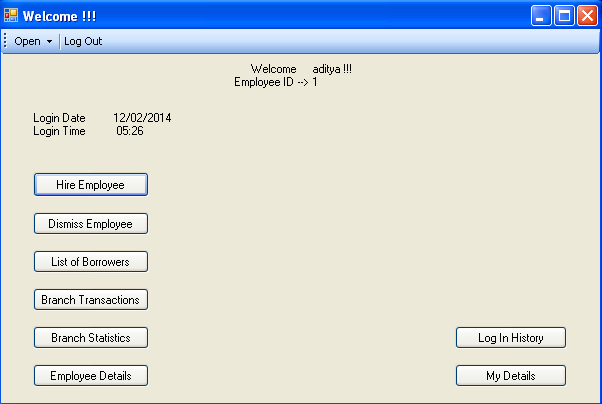 Welcome !!!
Open Log Out
Welcome aditya !!!
Employee ID --> 1
Login Date 12/02/2014
Login Time 05:26
Hire Employee
Dismiss Employee
List of Borrowers
Branch Transactions
Branch Statistics Log In History
Employee Details My Details